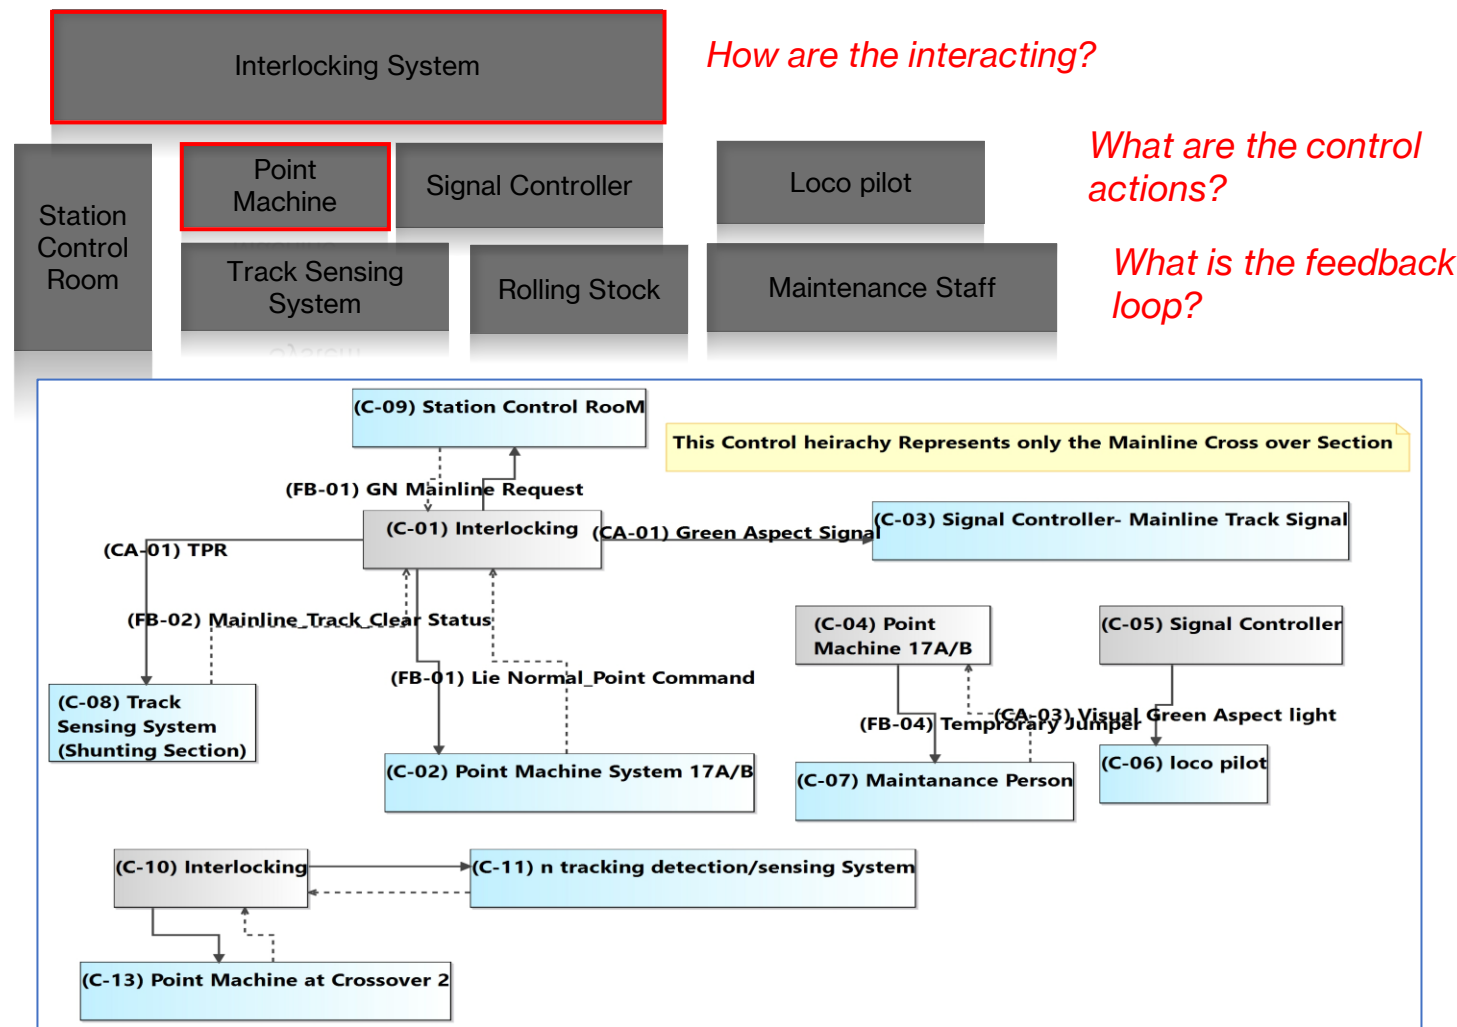 Interlocking System
How are the interacting?
Station
Control
Room
Point
Machine
Signal Controller
Loco pilot
What are the control
actions?
Track Sensing
System
Rolling Stock
Maintenance Staff
What is the feedback
loop?
(C-09) Station Control RooM
This Control heirachy Represents only the Mainline Cross over Section
(FB-01) GN Mainline Request
(C-01) Interlocking
(CA-01) Green Aspect Signal
(C-03) Signal Controller- Mainline Track Signal
(CA-01) TPR
(FB-02) Mainline_Track_Clear Status
(C-04) Point
Machine 17A/B
(C-05) Signal Controller
(FB-01) Lie Normal_Point Command
(C-08) Track
Sensing System
(Shunting Section)
(CA-03) Visual Green Aspect light
(FB-04) Temprorary Jumper
(C-02) Point Machine System 17A/B
(C-07) Maintanance Person
(C-06) loco pilot
(C-10) Interlocking
(C-11) n tracking detection/sensing System
(C-13) Point Machine at Crossover 2